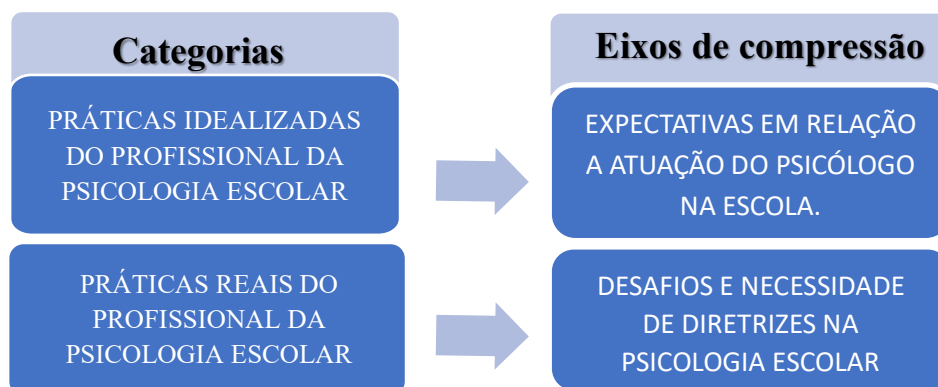 Categorias
PRÁTICAS IDEALIZADAS
DO PROFISSIONAL DA
PSICOLOGIA ESCOLAR
PRÁTICAS REAIS DO
PROFISSIONAL DA
PSICOLOGIA ESCOLAR
Eixos de compressão
EXPECTATIVAS EM RELAÇÃO
A ATUAÇÃO DO PSICÓLOGO
NA ESCOLA.
DESAFIOS E NECESSIDADE
DE DIRETRIZES NA
PSICOLOGIA ESCOLAR